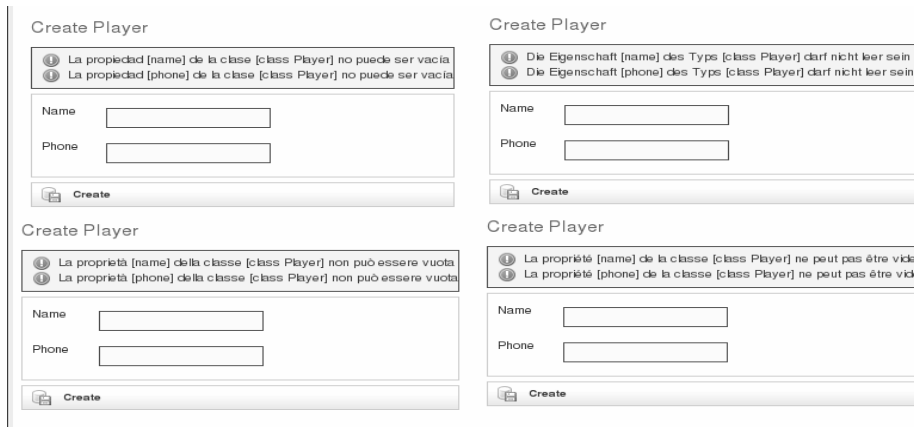 Create Player
La propiedad [name] de la clase [class Player] no puede ser vacía
La propiedad [phone] de la clase [class Player] no puede ser vacía
Name
Phone
Create
Create Player
Die Eigenschaft [name] des Typs [class Player] darf nicht leer sein
Die Eigenschaft [phone] des Typs [class Player] darf nicht leer sein
Name
Phone
Create
Create Player
La proprietà [name] della classe [class Player] non può essere vuota
La proprietà [phone] della classe [class Player] non può essere vuota
Name
Phone
Create
Create Player
La propriété [name] de la classe [class Player] ne peut pas être vide
La propriété [phone] de la classe [class Player] ne peut pas être vid
Name
Phone
Create